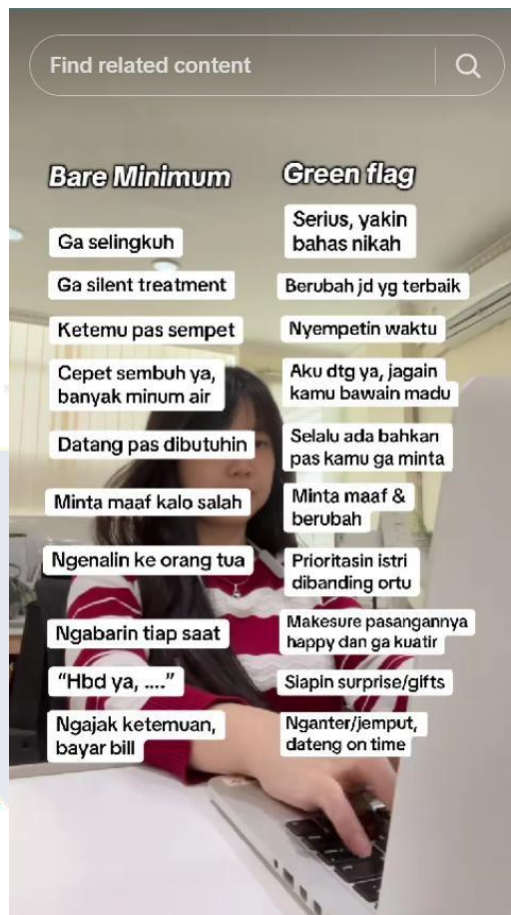 Find related content
Bare Minimum
Green flag
Ga selingkuh
Serius, yakin
bahas nikah
Ga silent treatment
Berubah jd yg terbaik
Ketemu pas sempet
Nyempetin waktu
Cepet sembuh ya,
banyak minum air
Aku dtg ya, jagain
kamu bawain madu
Datang pas dibutuhin
Selalu ada bahkan
pas kamu ga minta
Minta maaf kalo salah
Minta maaf &
berubah
Ngenalin ke orang tua
Prioritasin istri
dibanding ortu
Ngabarin tiap saat
Makesure pasangannya
happy dan ga kuatir
"Hbd ya, ...."
Siapin surprise/gifts
Ngajak ketemuan,
bayar bill
Nganter/jemput,
dateng on time